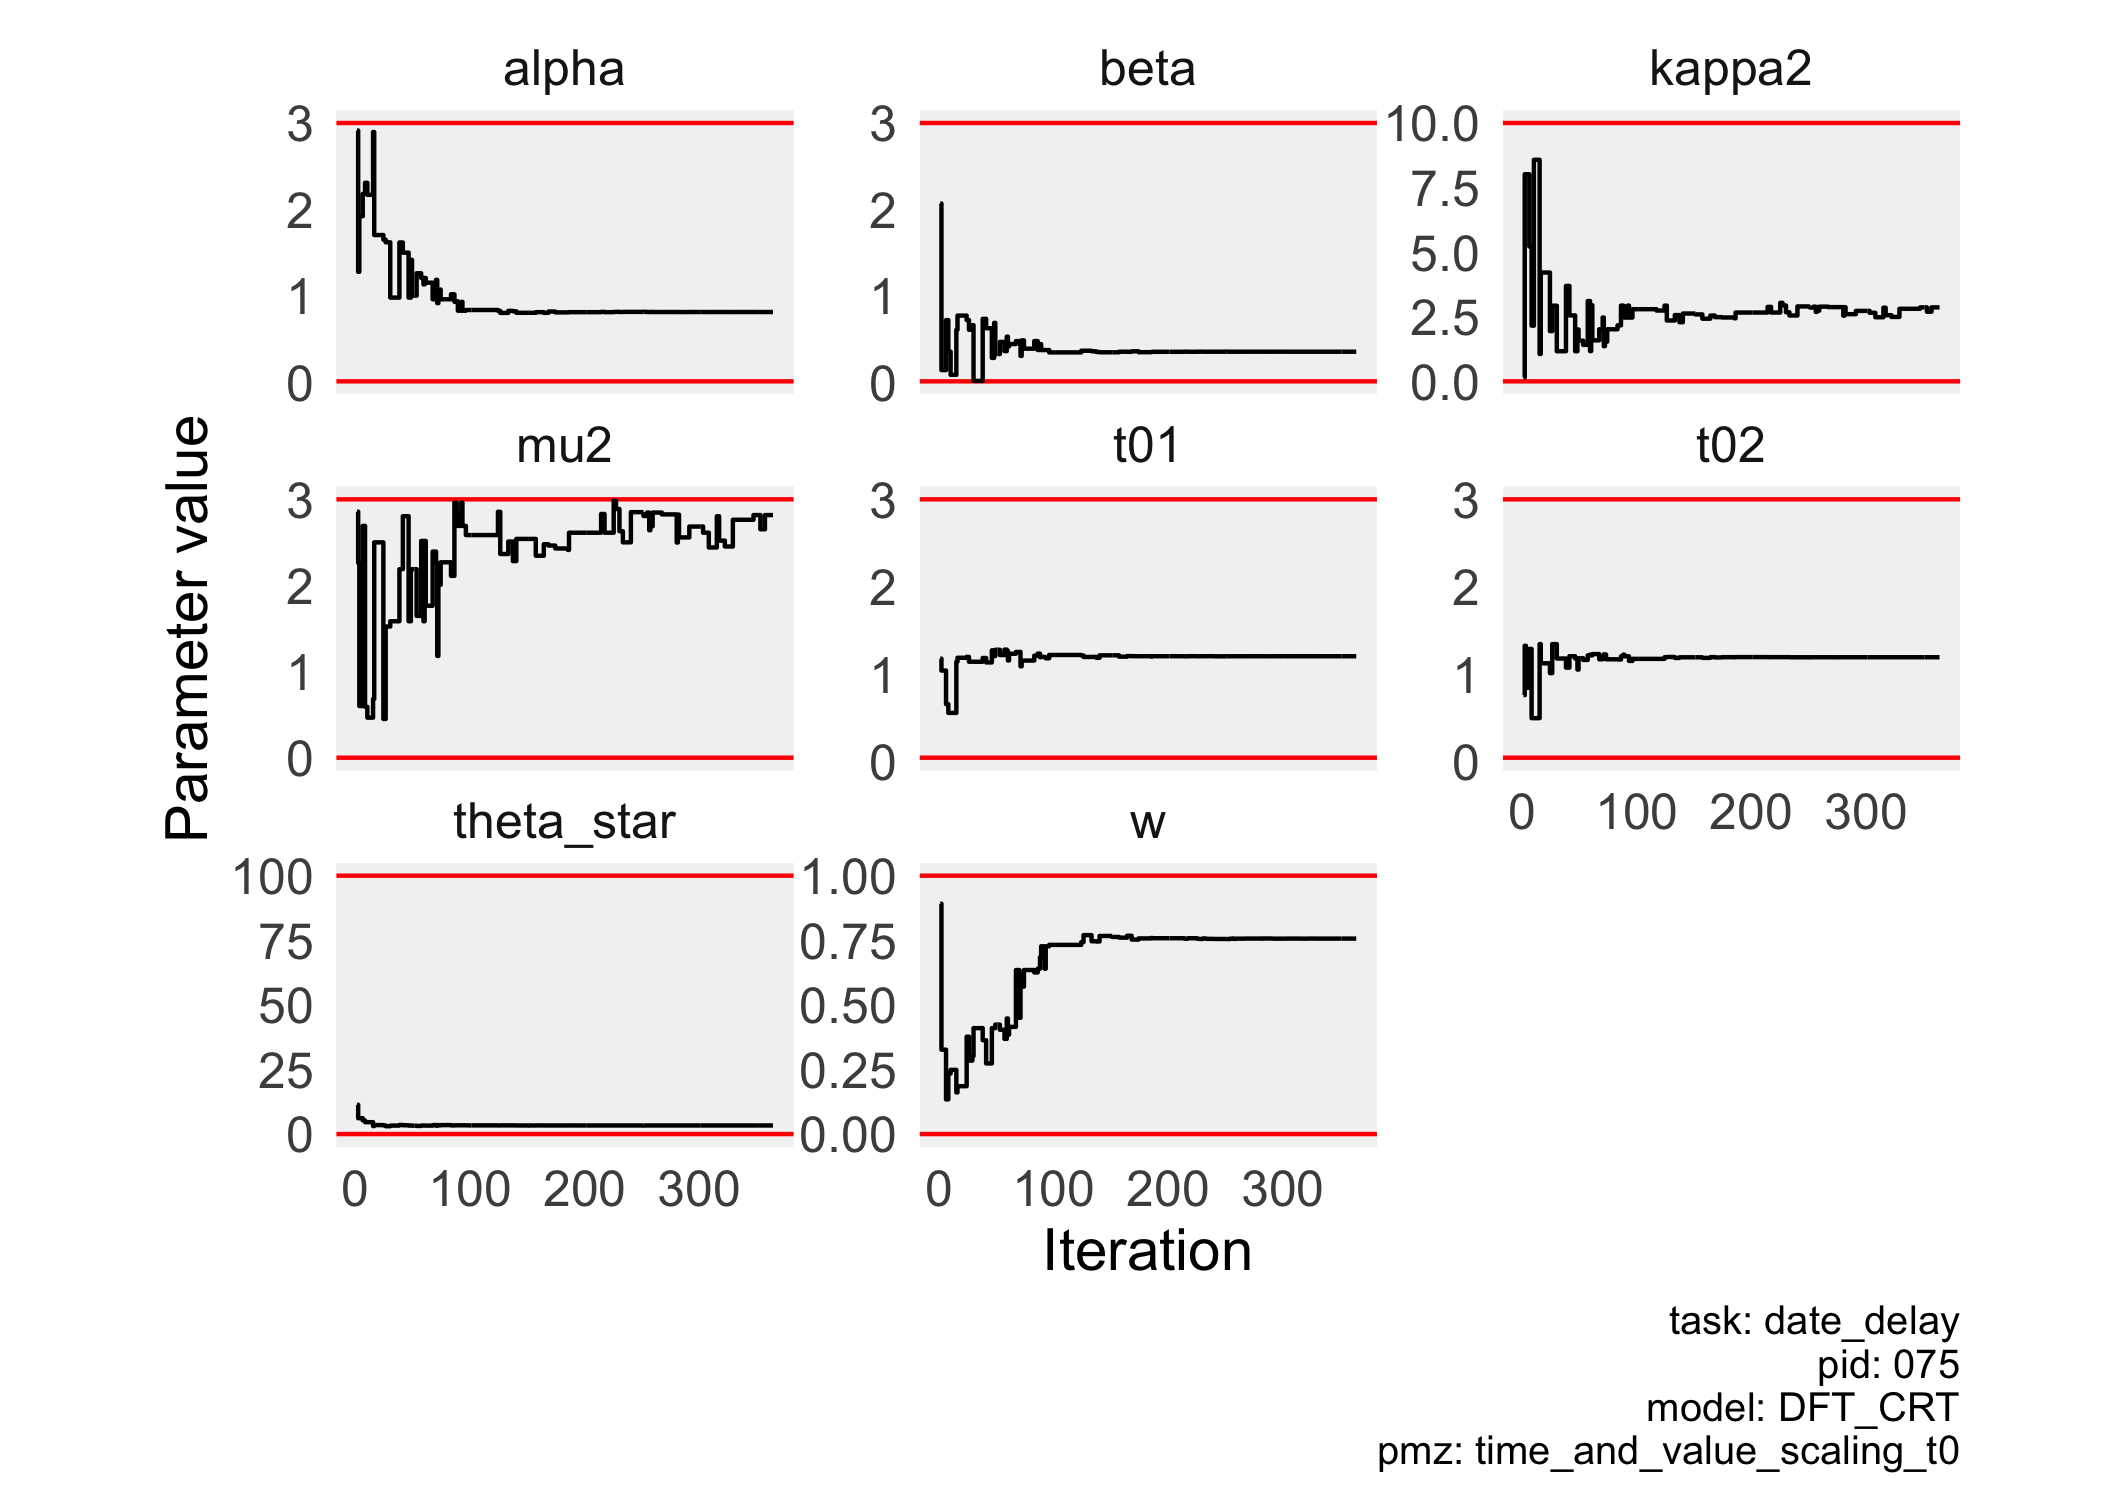 alpha
beta
kappa2
3
2
1
0
3
2
1
0
10.0
7.5
5.0
2.5
0.0
mu2
t01
t02
3
2
1
0
3
2
1
0
3
2
1
0
0 100 200 300
theta_star
w
100
75
50
25
0
1.00
0.75
0.50
0.25
0.00
0 100 200 300
0 100 200 300
Parameter value
Iteration
task: date_delay
pid: 075
model: DFT_CRT
pmz: time_and_value_scaling_t0